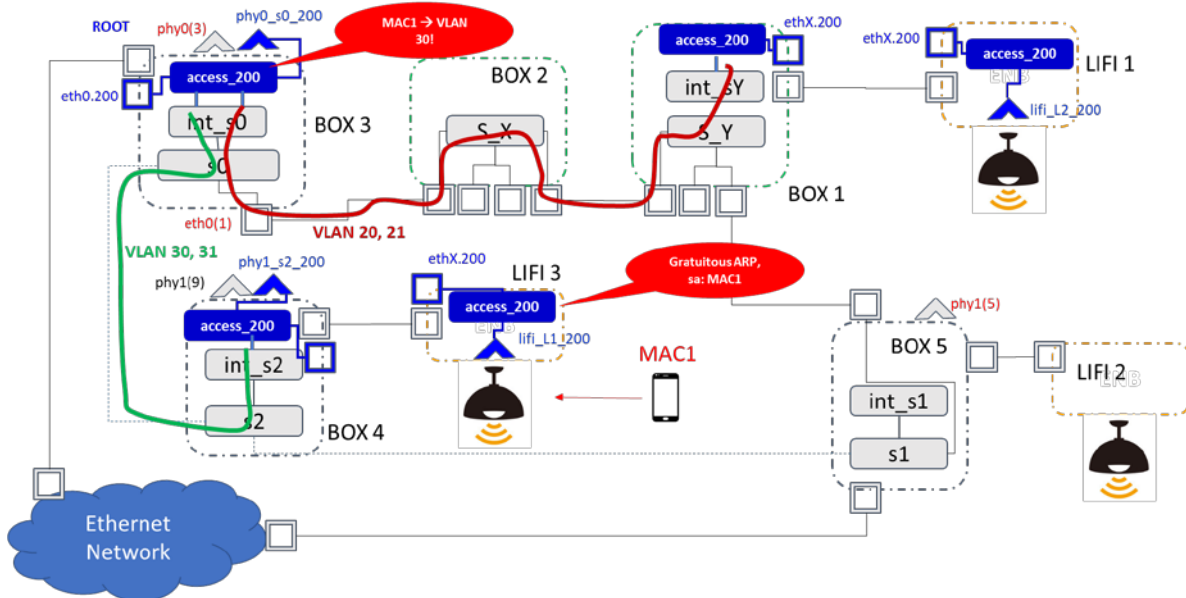 phy0(3)
phy0_s0_200
ROOT
MAC1 → VLAN
30!
access_200
eth0.200
int_s0
BOX 3
s0
eth0(1)
BOX 2
S_X
access_200
ethX.200
int_sY
S_Y
BOX 1
ethX.200
access_200
ENB
LIFI 1
lifi_L2_200
VLAN 20, 21
VLAN 30, 31
phy1(9)
phy1_s2_200
access_200
int_s2
s2
BOX 4
ethX.200
LIFI 3
access_200
ENB
lifi_L1_200
Gratuitous ARP,
sa: MAC1
MAC1
phy1(5)
BOX 5
int_s1
s1
LIFI 2
ENB
Ethernet
Network